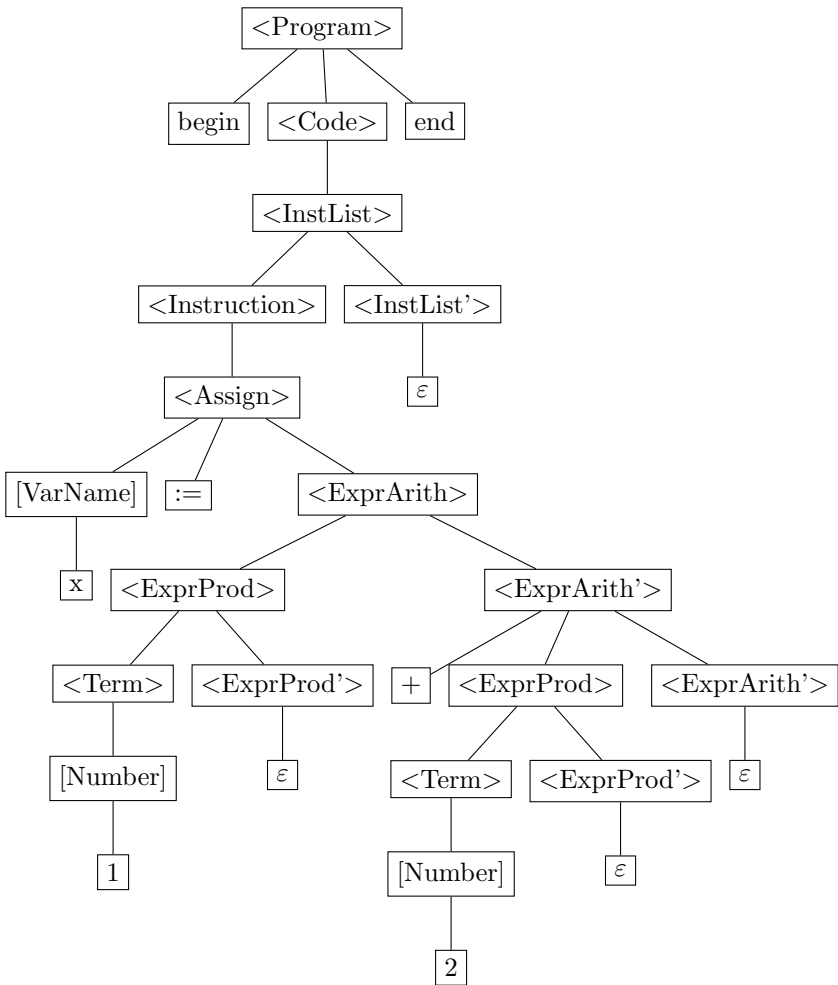 <Program>
begin <Code> end
<InstList>
<Instruction> <InstList'>
<Assign> ε
[VarName] := <ExprArith>
x <ExprProd> <ExprArith'>
<Term> <ExprProd'> + <ExprProd> <ExprArith'>
[Number] ε <Term> <ExprProd'> ε
1 [Number] ε
2